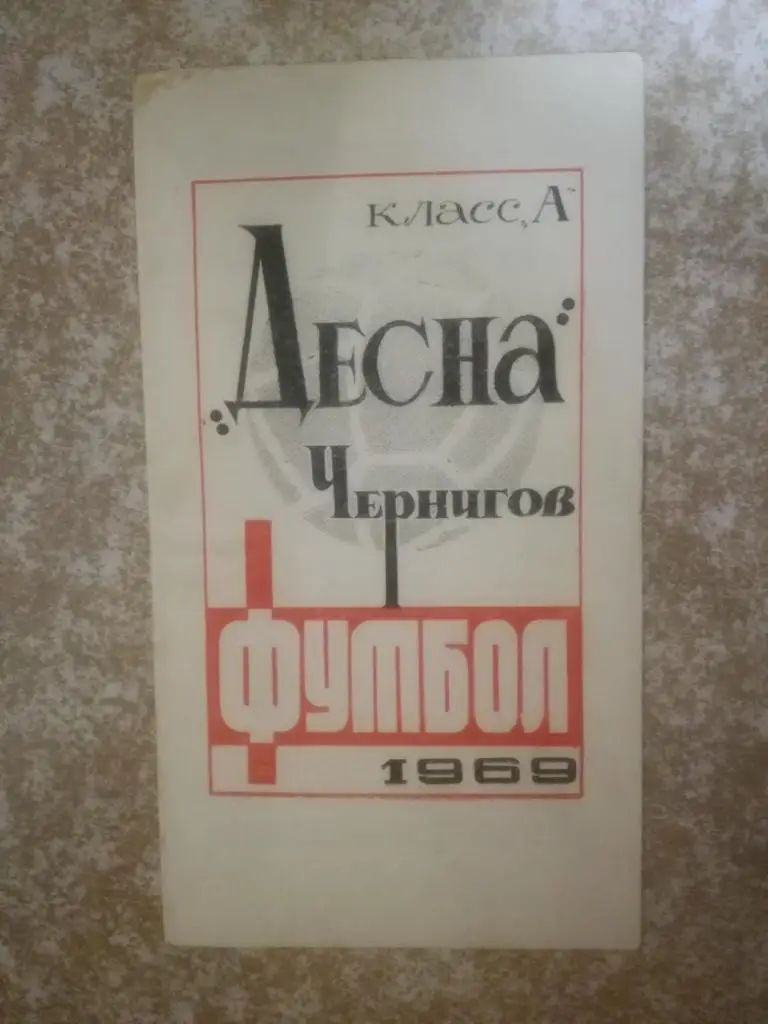 класс „А“
„Десна“
Чернигов
ФУТБОЛ
1969